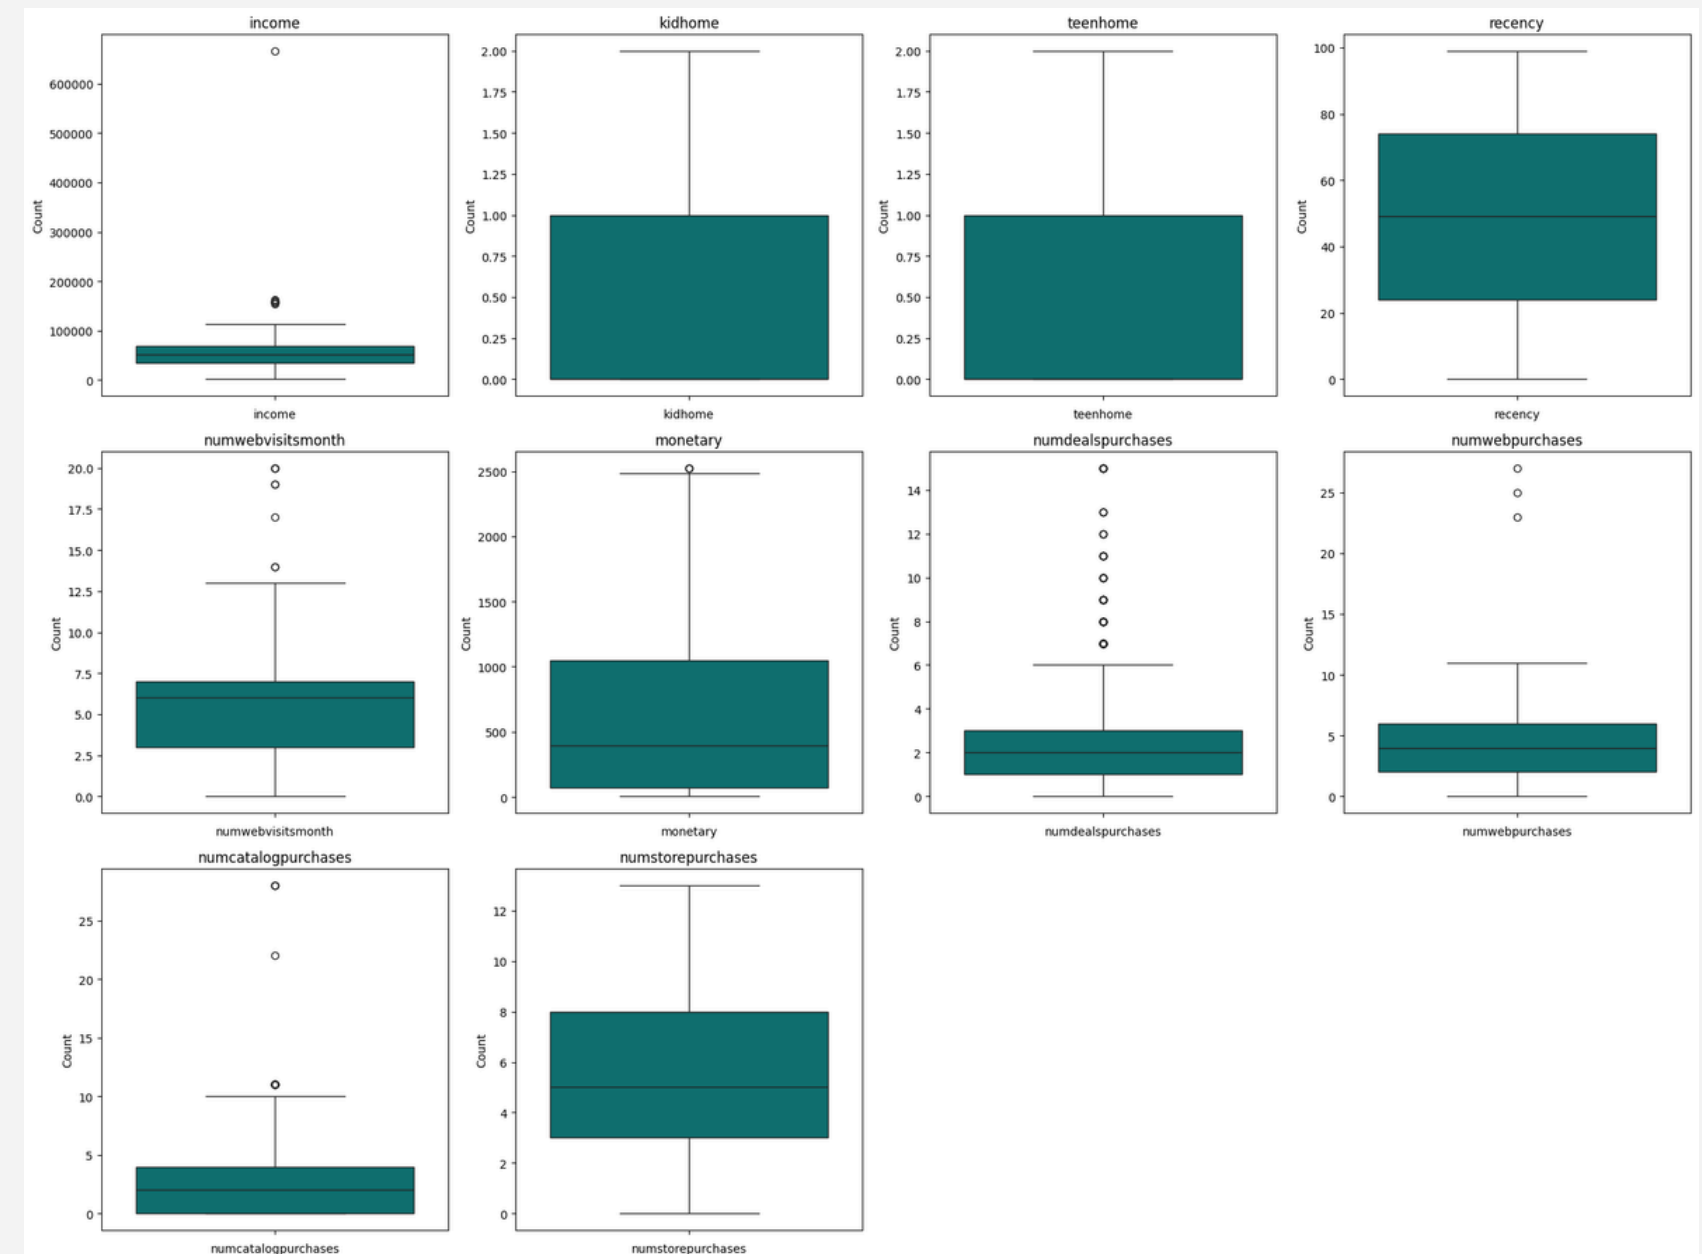 income
600000
500000
400000
300000
200000
100000
0
Count
income
kidhome
2.00
1.75
1.50
1.25
1.00
0.75
0.50
0.25
0.00
Count
kidhome
teenhome
2.00
1.75
1.50
1.25
1.00
0.75
0.50
0.25
0.00
Count
teenhome
recency
100
80
60
40
20
0
Count
recency
numwebvisitsmonth
20.0
17.5
15.0
12.5
10.0
7.5
5.0
2.5
0.0
Count
numwebvisitsmonth
monetary
2500
2000
1500
1000
500
0
Count
monetary
numdealspurchases
14
12
10
8
6
4
2
0
Count
numdealspurchases
numwebpurchases
25
20
15
10
5
0
Count
numwebpurchases
numcatalogpurchases
25
20
15
10
5
0
Count
numcatalogpurchases
numstorepurchases
12
10
8
6
4
2
0
Count
numstorepurchases